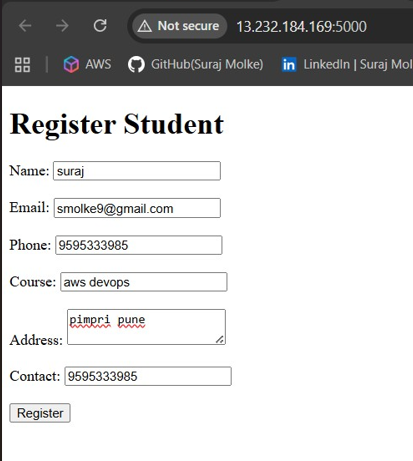 Not secure 13.232.184.169:5000
AWS GitHub(Suraj Molke) LinkedIn | Suraj Mol
Register Student
Name: suraj
Email: smolke9@gmail.com
Phone: 9595333985
Course: aws devops
pimpri pune
Address:
Contact: 9595333985
Register